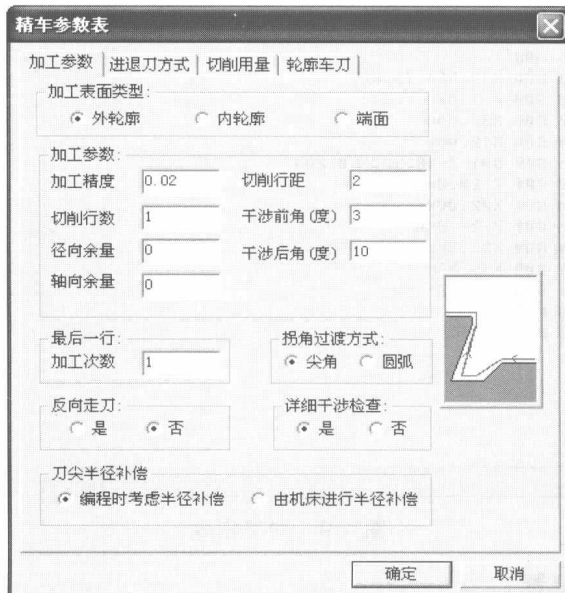 精车参数表
加工参数 进退刀方式 切削用量 轮廓车刀
加工表面类型:
外轮廓 内轮廓 端面
加工参数:
加工精度 0.02 切削行距 2
切削行数 1 干涉前角(度) 3
径向余量 0 干涉后角(度) 10
轴向余量 0
最后一行: 拐角过渡方式:
加工次数 1 尖角 圆弧
反向走刀: 详细干涉检查:
是 否 是 否
刀尖半径补偿
编程时考虑半径补偿 由机床进行半径补偿
确定 取消